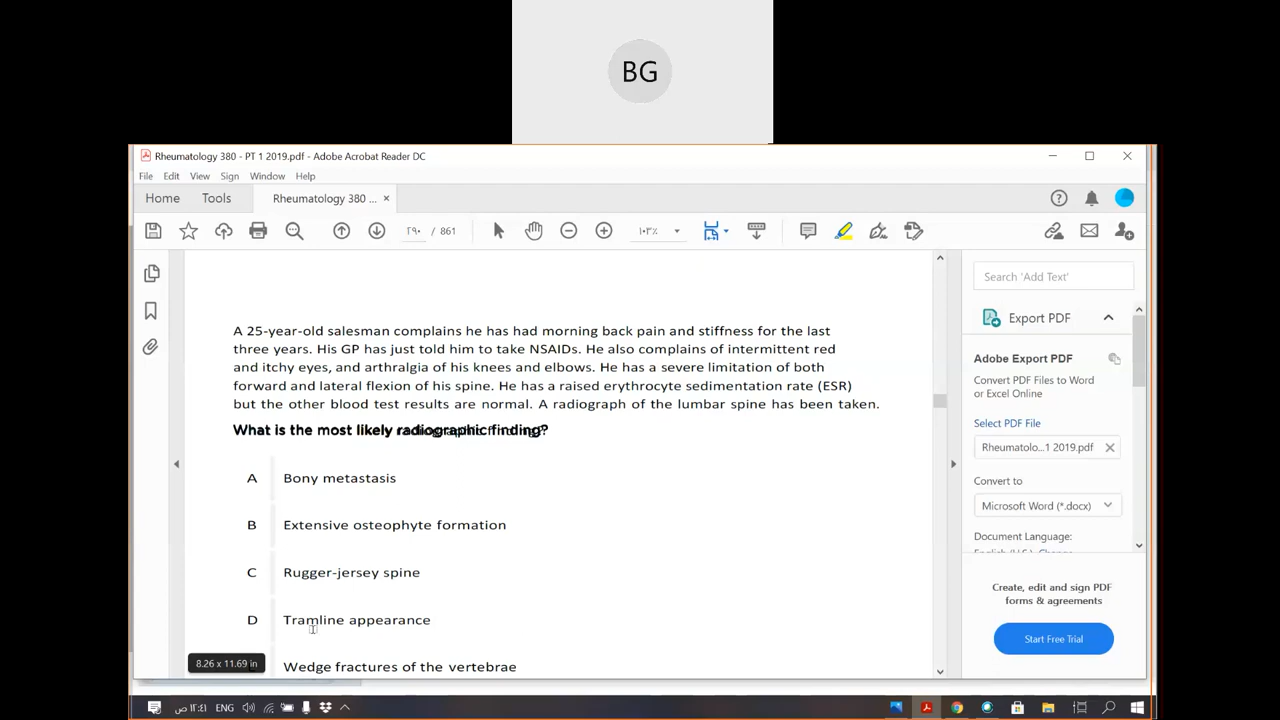 BG
Rheumatology 380 - PT 1 2019.pdf - Adobe Acrobat Reader DC
File Edit View Window Help
Home Tools Rheumatology 380 ... ×
٢٩٠ / 861
١٠٣٪
Search 'Add Text'
Export PDF
Adobe Export PDF
Convert PDF Files to Word
or Excel Online
Select PDF File
Rheumatolo...1 2019.pdf
Convert to
Microsoft Word (*.docx)
Document Language:
Create, edit and sign PDF
forms & agreements
Start Free Trial
A 25-year-old salesman complains he has had morning back pain and stiffness for the last
three years. His GP has just told him to take NSAIDs. He also complains of intermittent red
and itchy eyes, and arthralgia of his knees and elbows. He has a severe limitation of both
forward and lateral flexion of his spine. He has a raised erythrocyte sedimentation rate (ESR)
but the other blood test results are normal. A radiograph of the lumbar spine has been taken.
What is the most likely radiographic finding?
A Bony metastasis
B Extensive osteophyte formation
C Rugger-jersey spine
D Tramline appearance
Wedge fractures of the vertebrae
8.26 x 11.69 in
ص ١٢:٤١ ENG